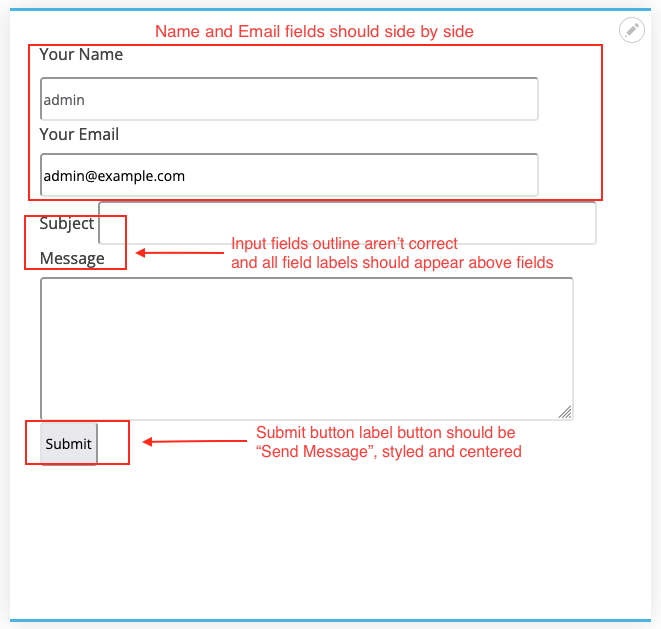 Name and Email fields should side by side
Your Name
admin
Your Email
admin@example.com
Subject
Input fields outline aren’t correct
Message
and all field labels should appear above fields
Submit button label button should be
Submit
“Send Message”, styled and centered